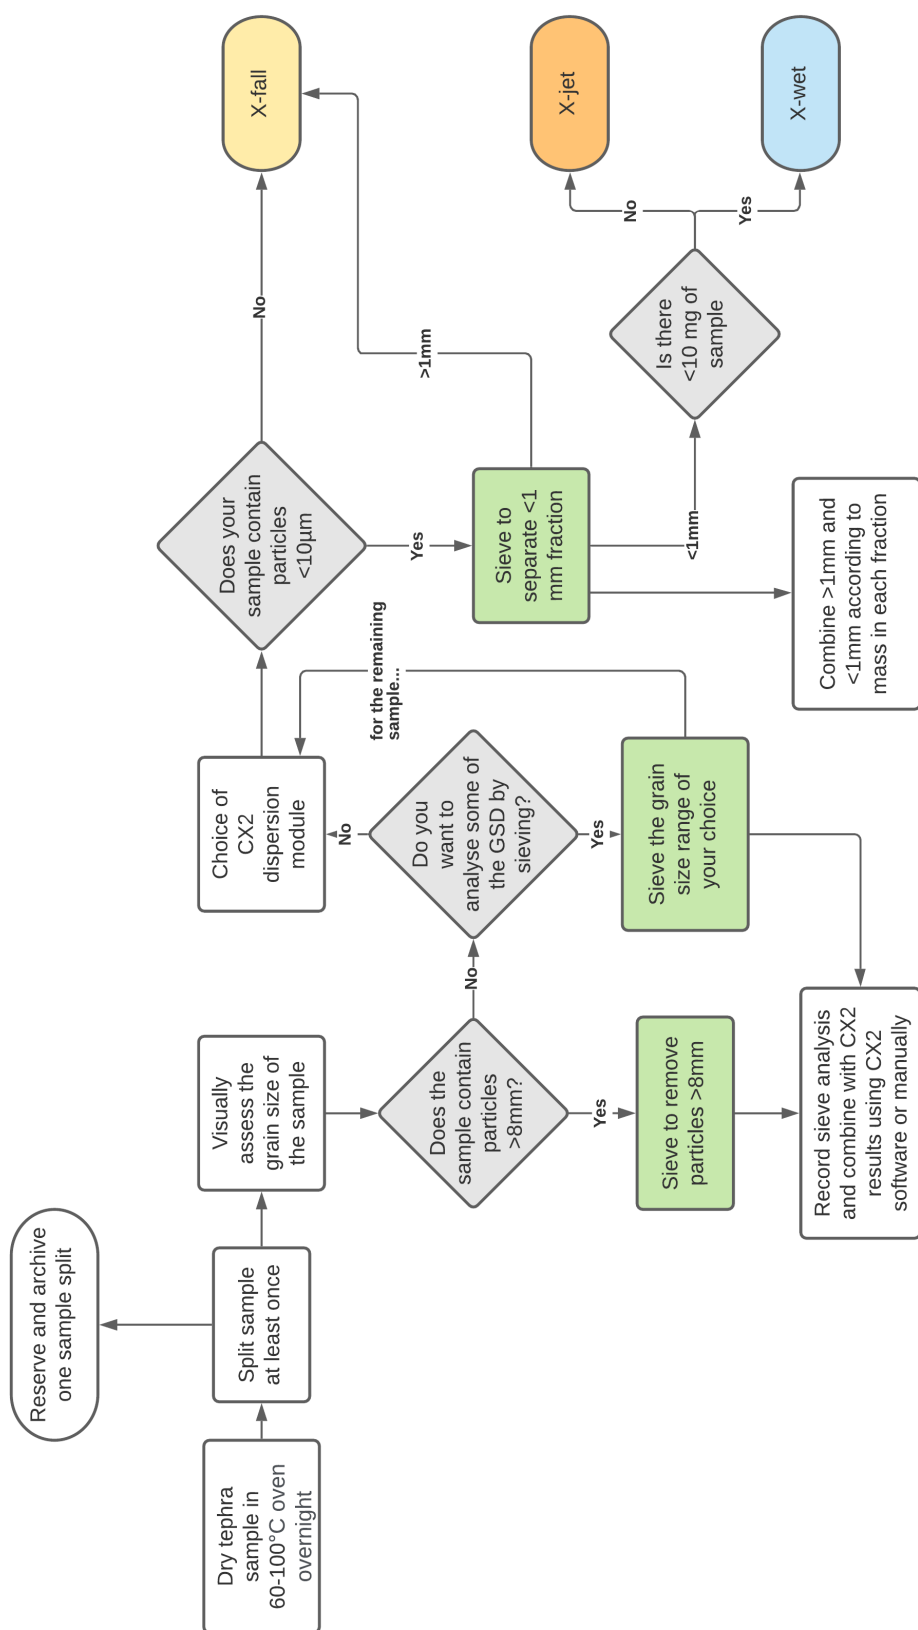 Dry tephra
sample in
60-100°C oven
overnight
Split sample
at least once
Reserve and archive
one sample split
Visually
assess the
grain size of
the sample
Does the
sample contain
particles
>8mm?
Yes
Sieve to remove
particles >8mm
Record sieve analysis
and combine with CX2
results using CX2
software or manually
No
Do you
want to
analyse some of
the GSD by
sieving?
Yes
Sieve the grain
size range of
your choice
for the remaining
sample...
No
Choice of
CX2
dispersion
module
Does your
sample contain
particles
<10µm
No
X-fall
Yes
Sieve to
separate <1
mm fraction
>1mm
<1mm
Combine >1mm and
<1mm according to
mass in each fraction
Is there
<10 mg of
sample
No
X-jet
Yes
X-wet